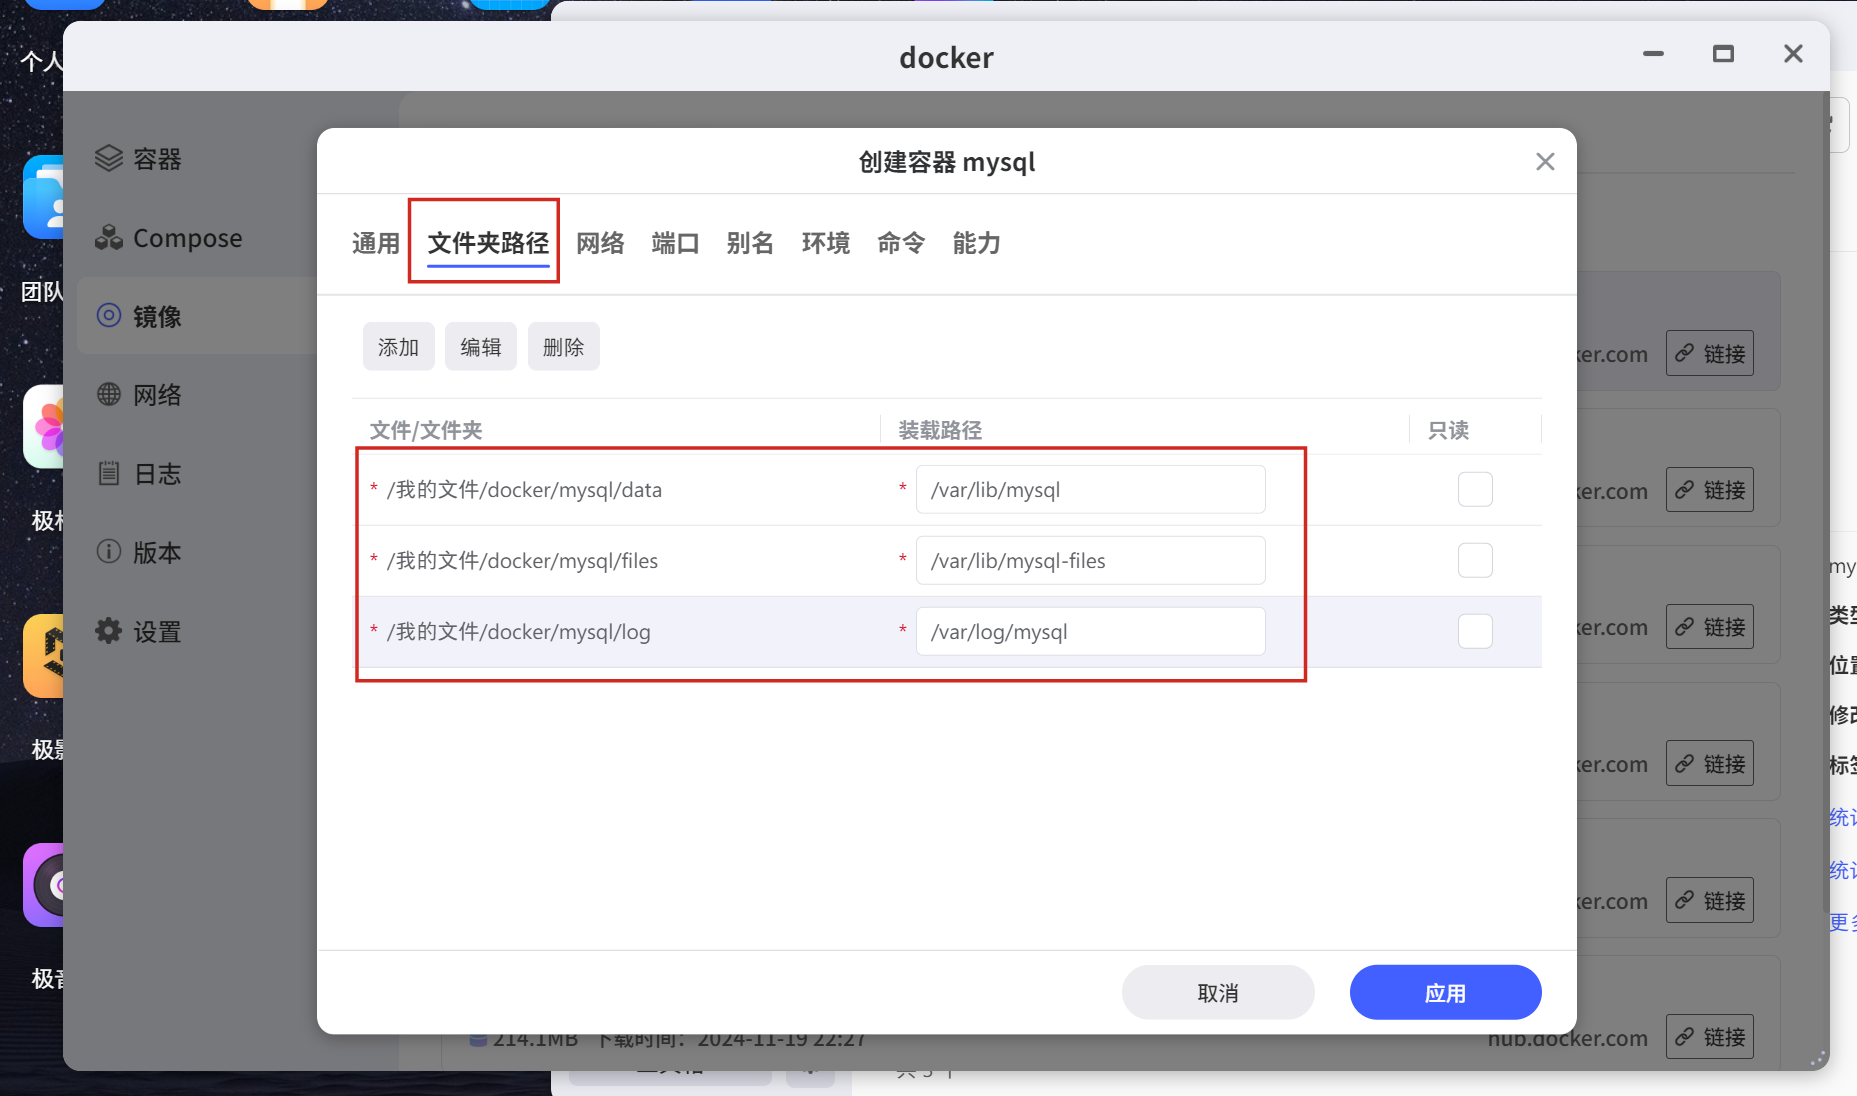 docker
个人
团队
容器
Compose
镜像
网络
日志
版本
设置
创建容器 mysql
通用 文件夹路径 网络 端口 别名 环境 命令 能力
添加 编辑 删除
文件/文件夹 装载路径 只读
* /我的文件/docker/mysql/data * /var/lib/mysql
* /我的文件/docker/mysql/files * /var/lib/mysql-files
* /我的文件/docker/mysql/log * /var/log/mysql
取消 应用
ker.com 链接
ker.com 链接
ker.com 链接
ker.com 链接
ker.com 链接
214.1MB 下载时间: 2024-11-19 22:27 hub.docker.com 链接
极
极影
极音
my
类型
位置
修改
标签
更多